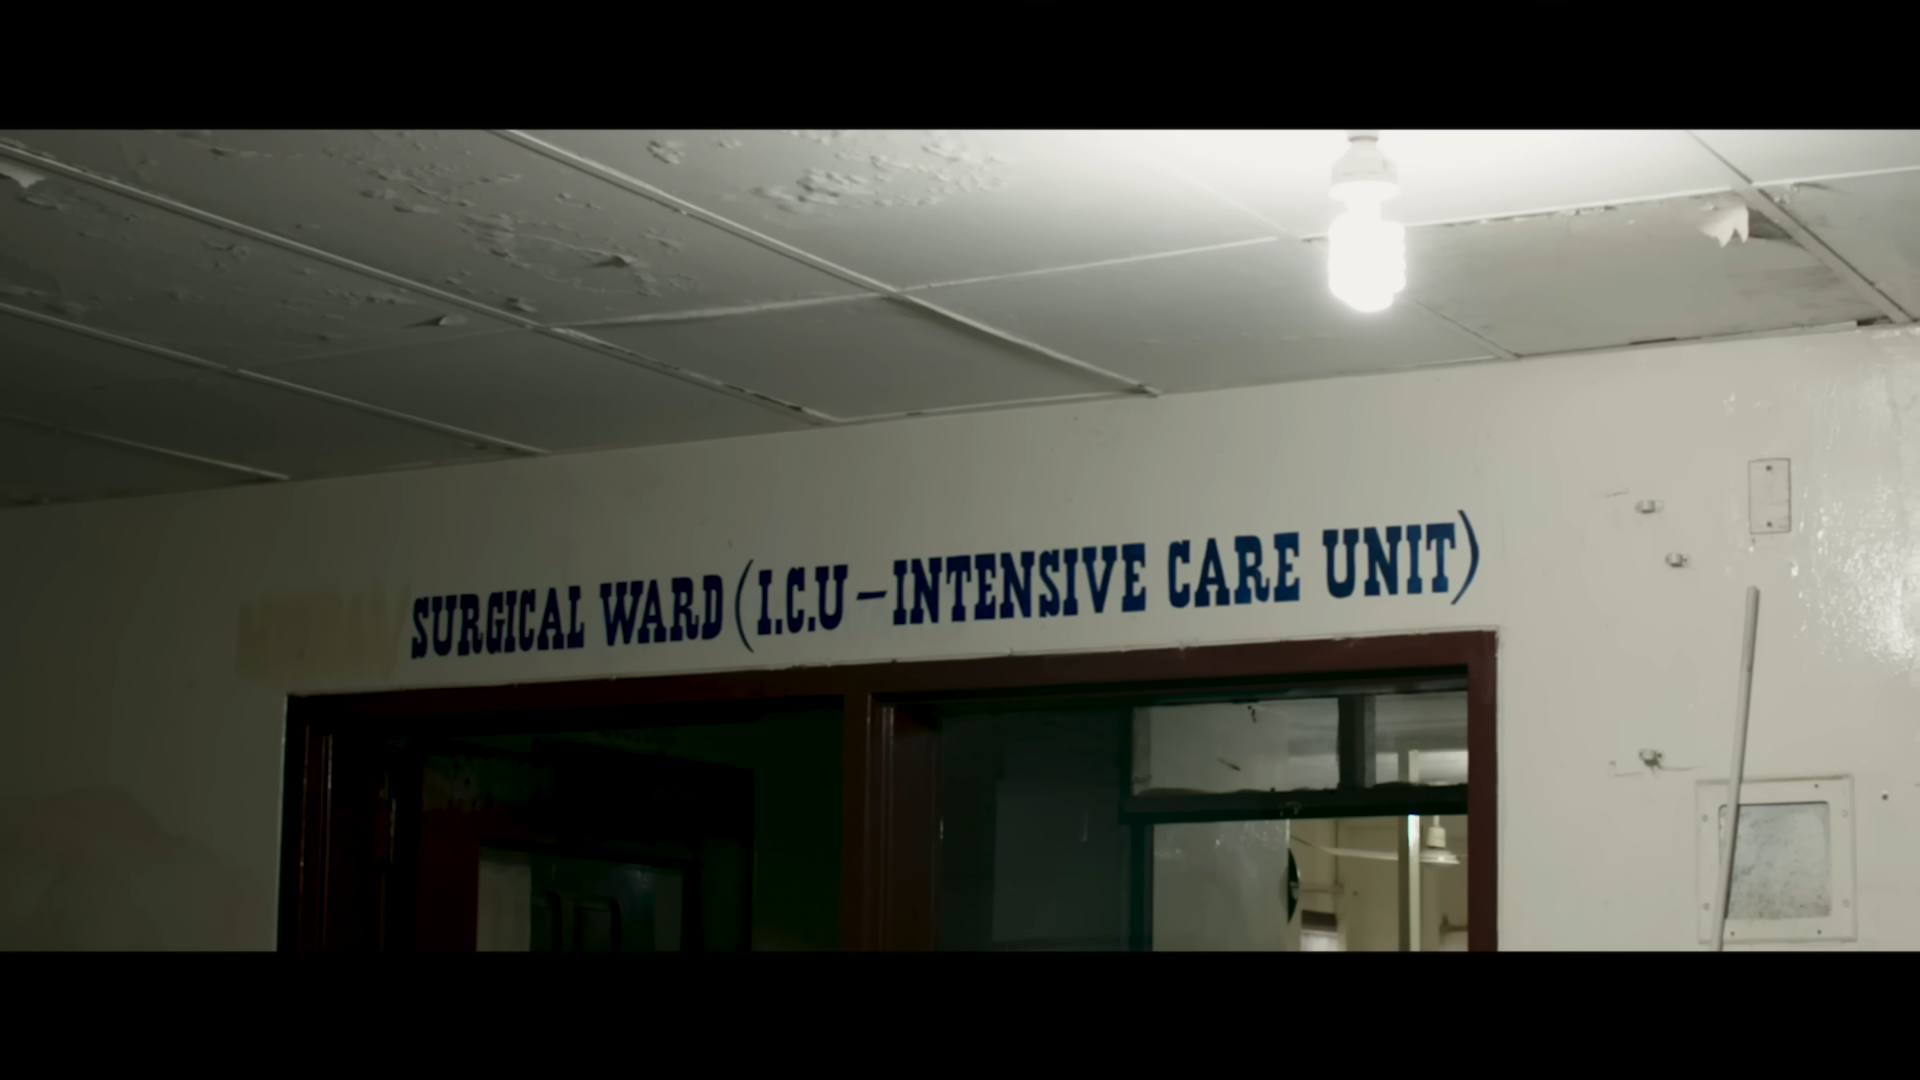 SURGICAL WARD (I.C.U – INTENSIVE CARE UNIT)